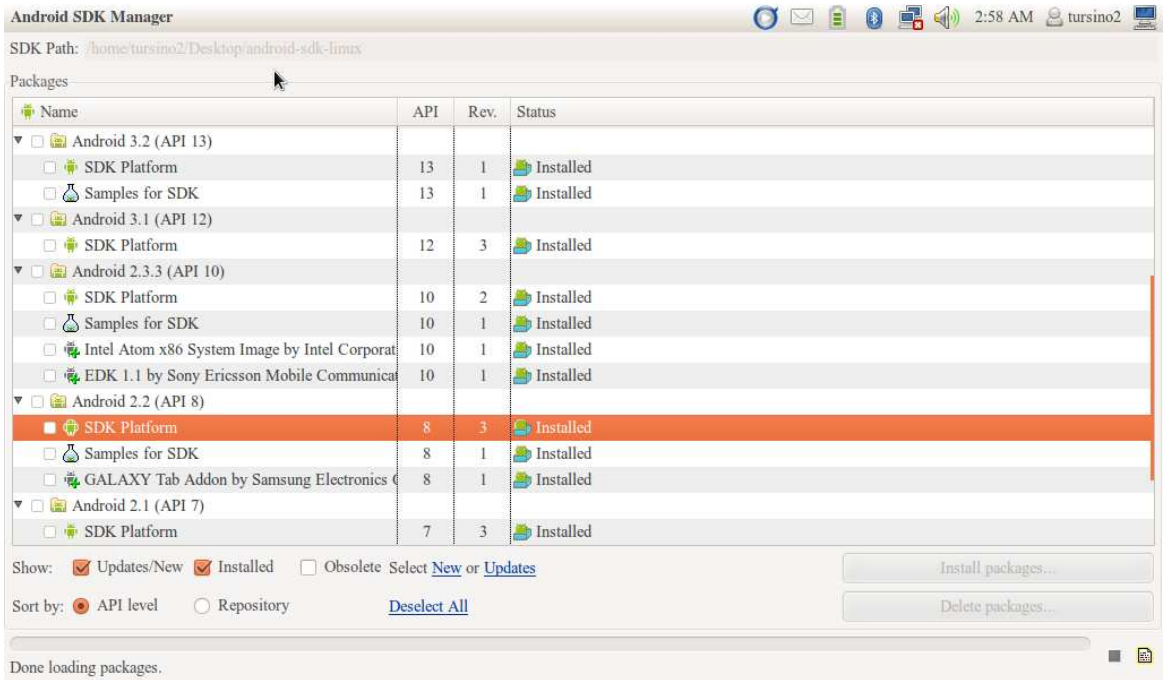 Android SDK Manager 2:58 AM tursino2
SDK Path: /home/tursino2/Desktop/android-sdk-linux
Packages
Name API Rev. Status
Android 3.2 (API 13)
SDK Platform 13 1 Installed
Samples for SDK 13 1 Installed
Android 3.1 (API 12)
SDK Platform 12 3 Installed
Android 2.3.3 (API 10)
SDK Platform 10 2 Installed
Samples for SDK 10 1 Installed
Intel Atom x86 System Image by Intel Corporat 10 1 Installed
EDK 1.1 by Sony Ericsson Mobile Communicat 10 1 Installed
Android 2.2 (API 8)
SDK Platform 8 3 Installed
Samples for SDK 8 1 Installed
GALAXY Tab Addon by Samsung Electronics 8 1 Installed
Android 2.1 (API 7)
SDK Platform 7 3 Installed
Show: Updates/New Installed Obsolete Select New or Updates Install packages...
Sort by: API level Repository Deselect All Delete packages...
Done loading packages.